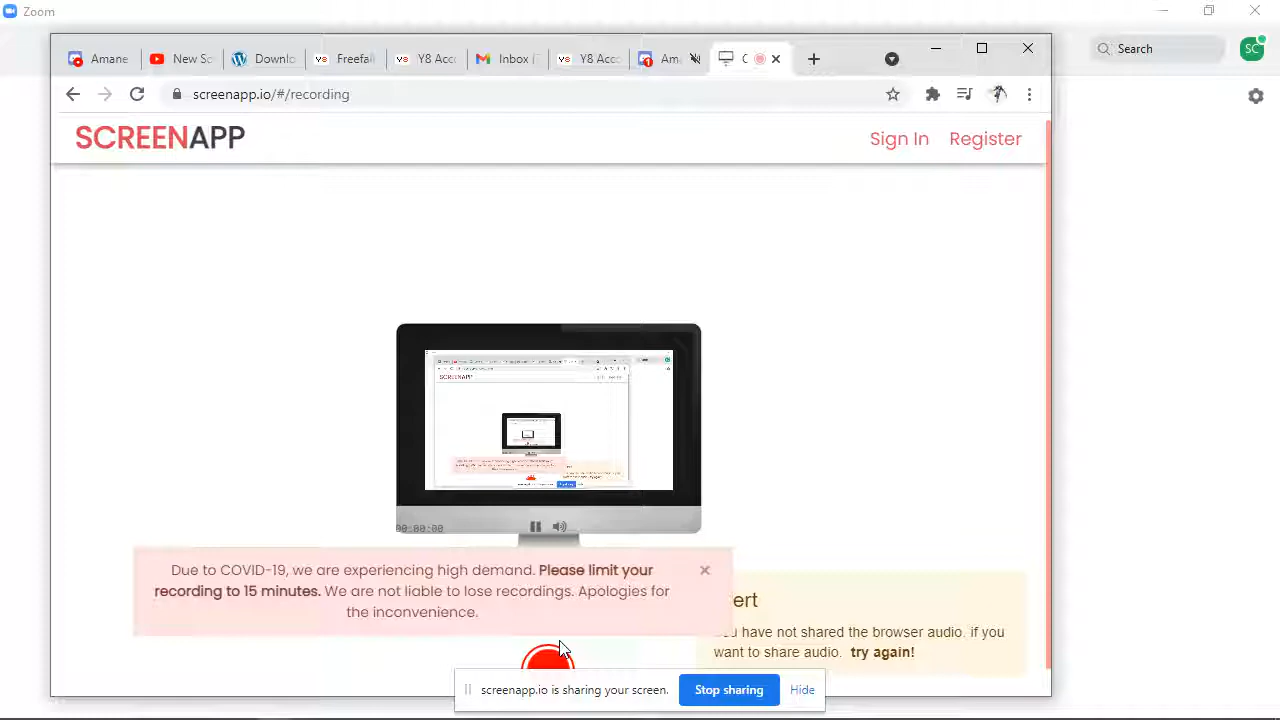 Zoom
Amane
New Sc
Downlo
Freefal
Y8 Acc
Inbox (
Y8 Acc
Am
C
Search
SC
screenapp.io/#/recording
SCREENAPP
Sign In
Register
00:00:00
Due to COVID-19, we are experiencing high demand. Please limit your
recording to 15 minutes. We are not liable to lose recordings. Apologies for
the inconvenience.
ert
have not shared the browser audio. if you
want to share audio. try again!
screenapp.io is sharing your screen.
Stop sharing
Hide